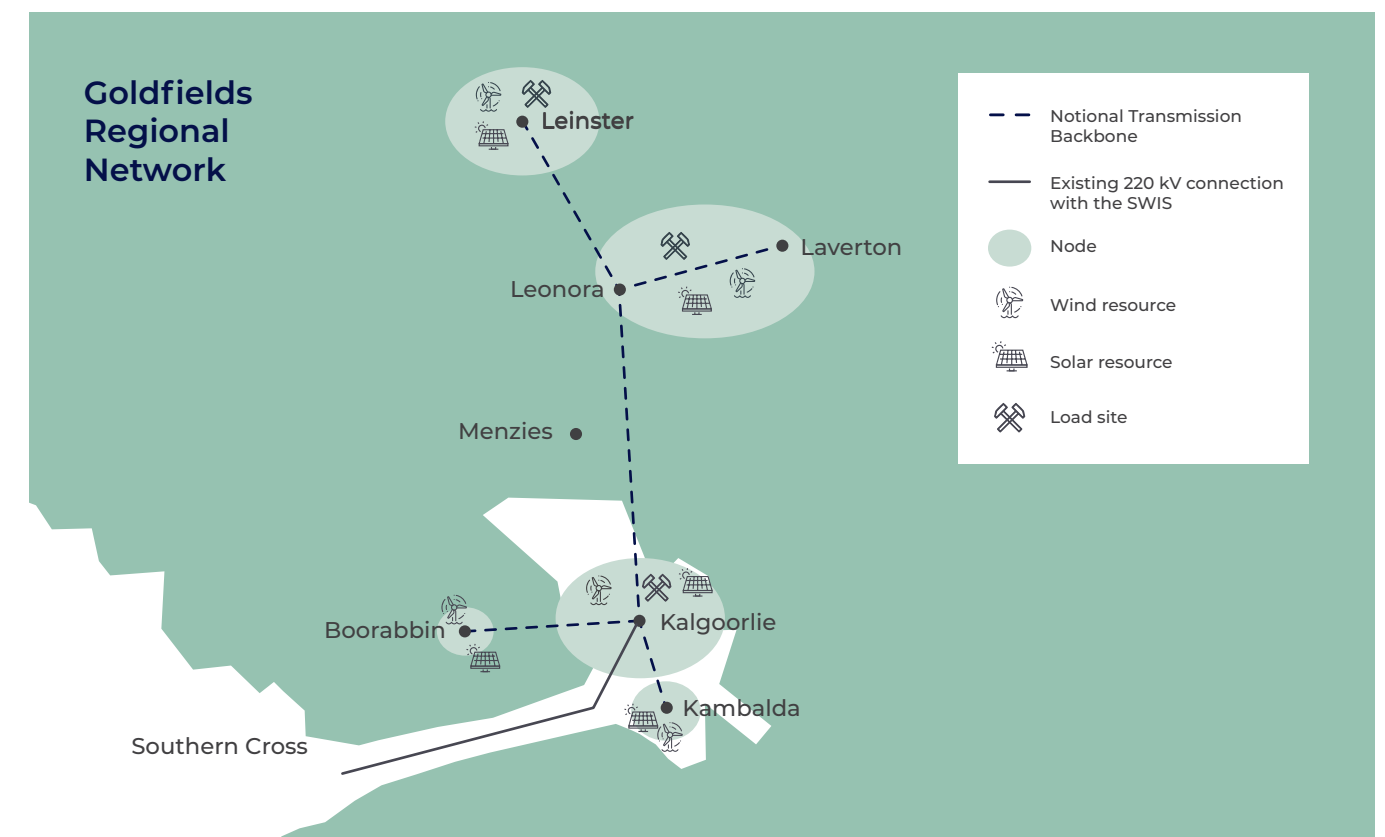 Goldfields
Regional
Network
Leinster
Laverton
Leonora
Menzies
Boorabbin
Kalgoorlie
Kambalda
Southern Cross
Notional Transmission
Backbone
Existing 220 kV connection
with the SWIS
Node
Wind resource
Solar resource
Load site